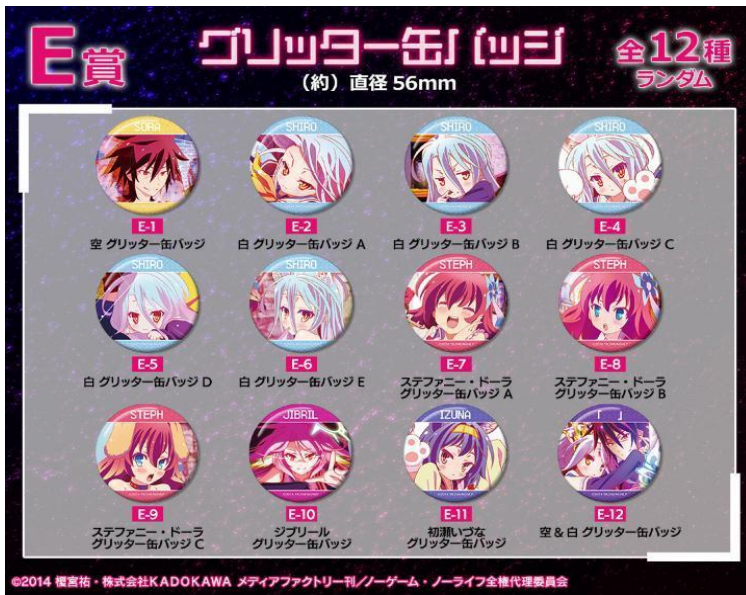 E賞
グリッター缶バッジ
(約)直径 56mm
全12種
ランダム
SORA
SHIRO
SHIRO
SHIRO
E-1
E-2
E-3
E-4
空 グリッター缶バッジ
白 グリッター缶バッジ A
白 グリッター缶バッジ B
白 グリッター缶バッジ C
SHIRO
SHIRO
STEPH
STEPH
E-5
E-6
E-7
E-8
白 グリッター缶バッジ D
白 グリッター缶バッジ E
ステファニー・ドーラ
グリッター缶バッジ A
ステファニー・ドーラ
グリッター缶バッジ B
STEPH
JIBRIL
IZUNA
「 」
E-9
E-10
E-11
E-12
ステファニー・ドーラ
グリッター缶バッジ C
ジブリール
グリッター缶バッジ
初瀬いづな
グリッター缶バッジ
空&白 グリッター缶バッジ
©2014 榎宮祐・株式会社KADOKAWA メディアファクトリー刊/ノーゲーム・ノーライフ全権代理委員会